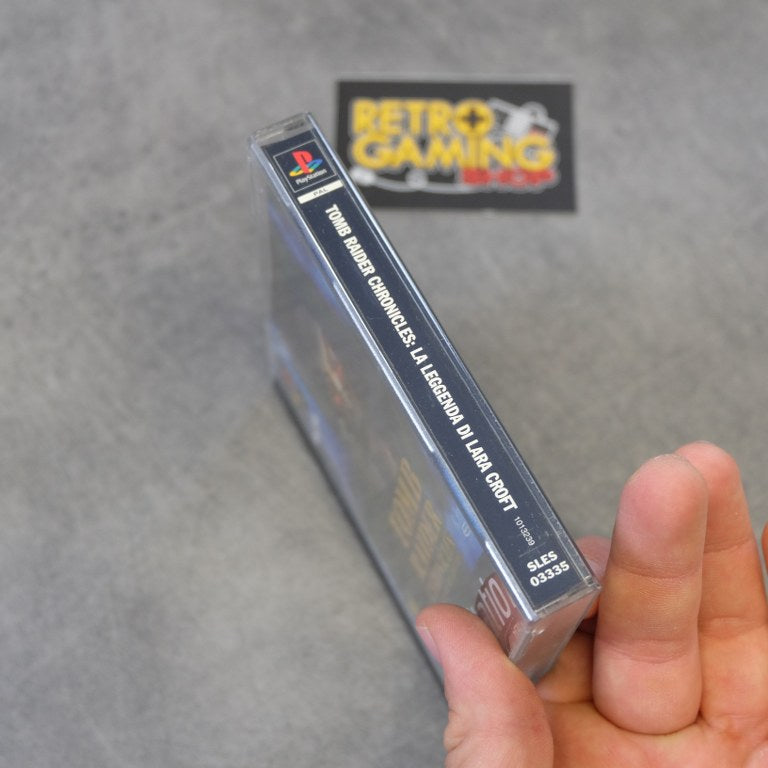 RETRO
GAMING
SHOP
PlayStation
PAL
TOMB RAIDER CHRONICLES: LA LEGGENDA DI LARA CROFT
1013239
SLES
03335